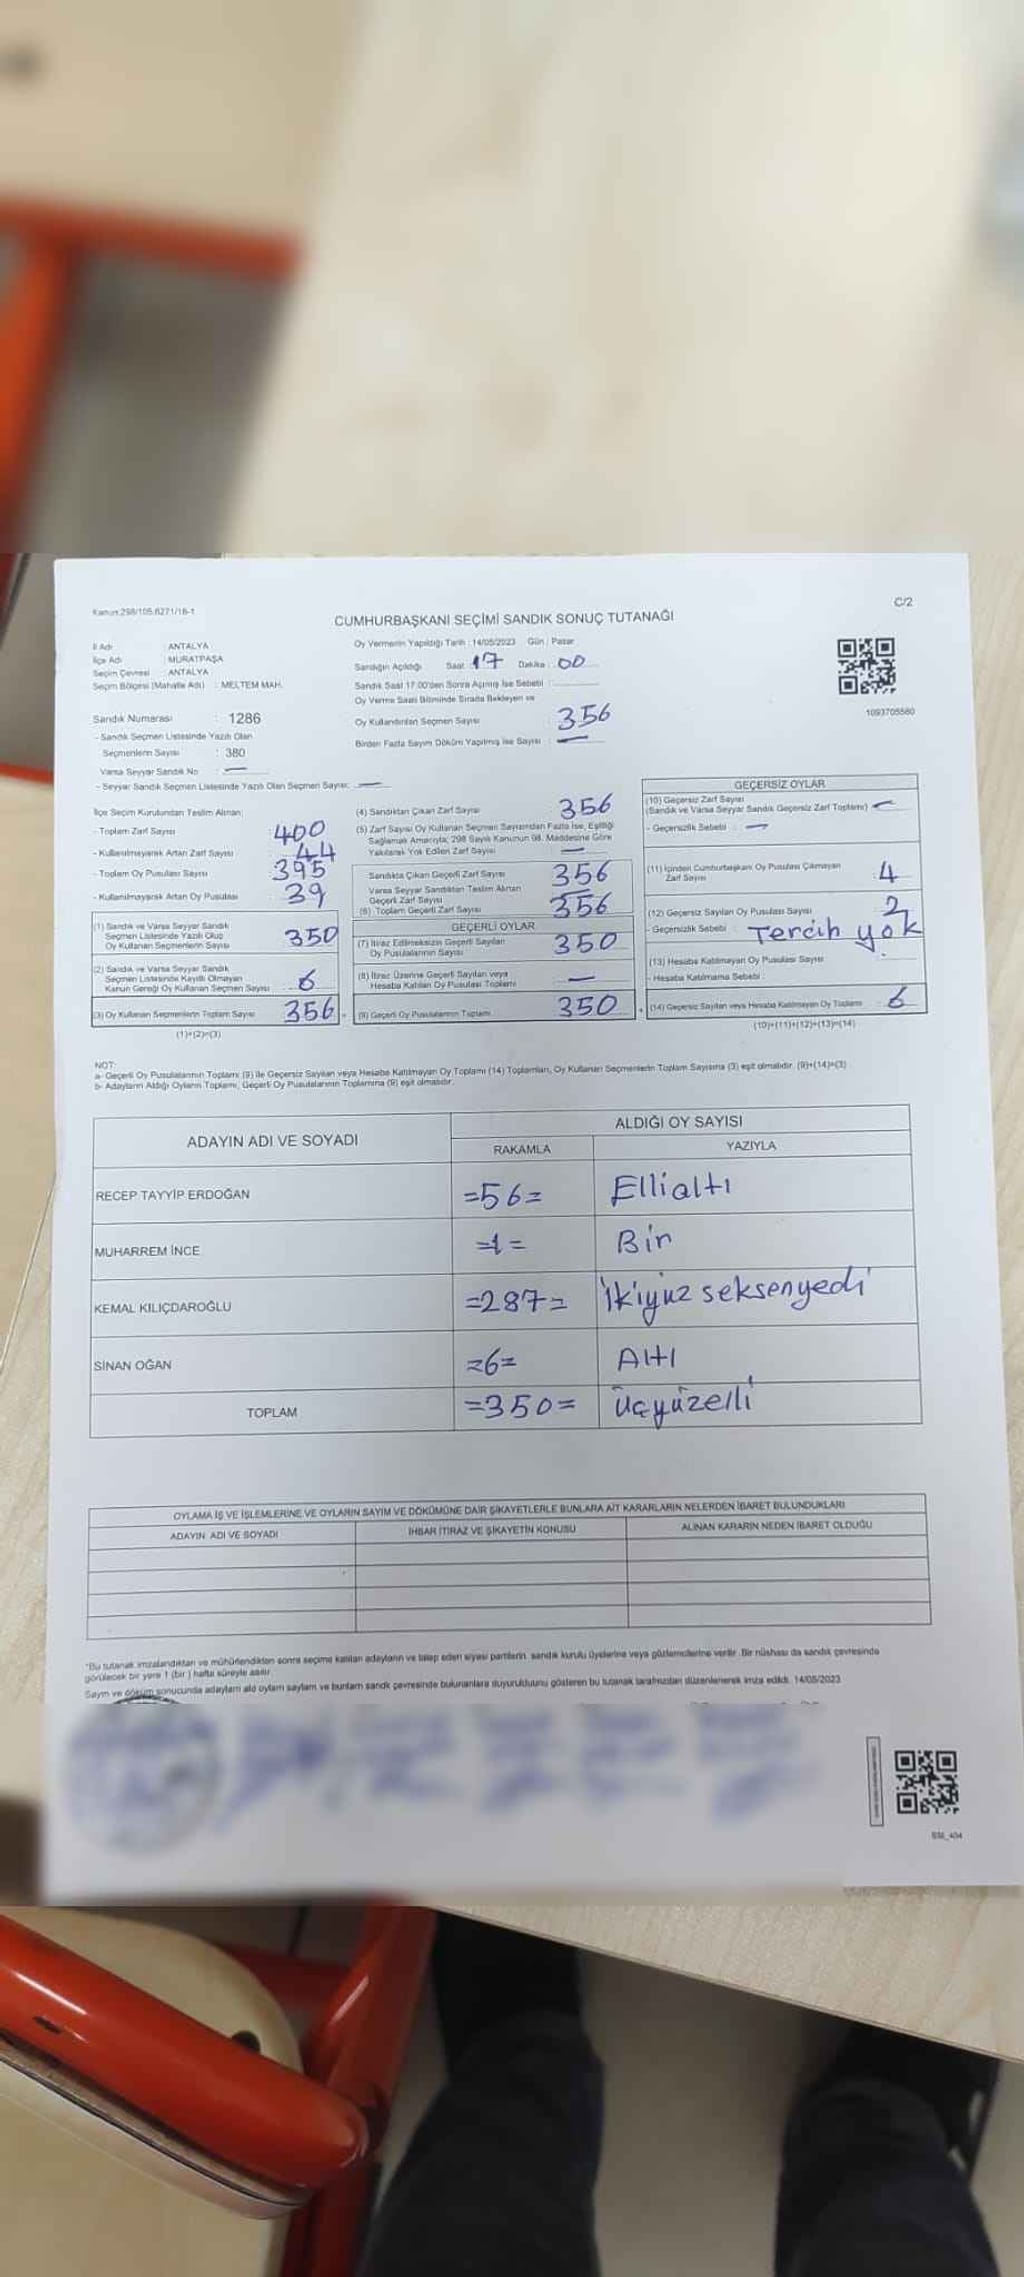 Kanun:298/105,6271/16-1
C/2
CUMHURBAŞKANI SEÇİMİ SANDIK SONUÇ TUTANAĞI
İl Adı : ANTALYA
İlçe Adı : MURATPAŞA
Seçim Çevresi : ANTALYA
Seçim Bölgesi (Mahalle Adı) : MELTEM MAH.
Oy Vermenin Yapıldığı Tarih : 14/05/2023 Gün : Pazar
Sandığın Açıldığı Saat 17 Dakika : 00
Sandık Saat 17:00'den Sonra Açılmış İse Sebebi :
Oy Verme Saati Bitiminde Sırada Bekleyen ve
Oy Kullandırılan Seçmen Sayısı : 356
Birden Fazla Sayım Döküm Yapılmış İse Sayısı : —
1093705580
Sandık Numarası : 1286
- Sandık Seçmen Listesinde Yazılı Olan
Seçmenlerin Sayısı : 380
Varsa Seyyar Sandık No : —
- Seyyar Sandık Seçmen Listesinde Yazılı Olan Seçmen Sayısı: —
İlçe Seçim Kurulundan Teslim Alınan;
- Toplam Zarf Sayısı : 400
- Kullanılmayarak Artan Zarf Sayısı : 44
- Toplam Oy Pusulası Sayısı : 395
- Kullanılmayarak Artan Oy Pusulası : 39
(1) Sandık ve Varsa Seyyar Sandık
Seçmen Listesinde Yazılı Olup
Oy Kullanan Seçmenlerin Sayısı : 350
(2) Sandık ve Varsa Seyyar Sandık
Seçmen Listesinde Kayıtlı Olmayan
Kanun Gereği Oy Kullanan Seçmen Sayısı : 6
(3) Oy Kullanan Seçmenlerin Toplam Sayısı : 356
(1)+(2)=(3)
(4) Sandıktan Çıkan Zarf Sayısı : 356
(5) Zarf Sayısı Oy Kullanan Seçmen Sayısından Fazla İse, Eşitliği
Sağlamak Amacıyla, 298 Sayılı Kanunun 98. Maddesine Göre
Yakılarak Yok Edilen Zarf Sayısı : —
Sandıkta Çıkan Geçerli Zarf Sayısı : 356
Varsa Seyyar Sandıktan Teslim Alınan
Geçerli Zarf Sayısı : —
(6) Toplam Geçerli Zarf Sayısı : 356
GEÇERLİ OYLAR
(7) İtiraz Edilmeksizin Geçerli Sayılan
Oy Pusulalarının Sayısı : 350
(8) İtiraz Üzerine Geçerli Sayılan veya
Hesaba Katılan Oy Pusulası Toplamı : —
(9) Geçerli Oy Pusulalarının Toplamı : 350
GEÇERSİZ OYLAR
(10) Geçersiz Zarf Sayısı
(Sandık ve Varsa Seyyar Sandık Geçersiz Zarf Toplamı) : —
- Geçersizlik Sebebi : —
(11) İçinden Cumhurbaşkanı Oy Pusulası Çıkmayan
Zarf Sayısı : 4
(12) Geçersiz Sayılan Oy Pusulası Sayısı : 2
- Geçersizlik Sebebi : Tercih yok
(13) Hesaba Katılmayan Oy Pusulası Sayısı :
- Hesaba Katılmama Sebebi :
(14) Geçersiz Sayılan veya Hesaba Katılmayan Oy Toplamı : 6
(10)+(11)+(12)+(13)=(14)
NOT:
a- Geçerli Oy Pusulalarının Toplamı (9) ile Geçersiz Sayılan veya Hesaba Katılmayan Oy Toplamı (14) Toplamları, Oy Kullanan Seçmenlerin Toplam Sayısına (3) eşit olmalıdır. (9)+(14)=(3)
b- Adayların Aldığı Oyların Toplamı, Geçerli Oy Pusulalarının Toplamına (9) eşit olmalıdır.
ADAYIN ADI VE SOYADI ALDIĞI OY SAYISI
RAKAMLA YAZIYLA
RECEP TAYYİP ERDOĞAN =56= Ellialtı
MUHARREM İNCE =1= Bir
KEMAL KILIÇDAROĞLU =287= İkiyüz seksenyedi
SİNAN OĞAN =6= Altı
TOPLAM =350= Üçyüzelli
OYLAMA İŞ VE İŞLEMLERİNE VE OYLARIN SAYIM VE DÖKÜMÜNE DAİR ŞİKAYETLERLE BUNLARA AİT KARARLARIN NELERDEN İBARET BULUNDUKLARI
ADAYIN ADI VE SOYADI İHBAR İTİRAZ VE ŞİKAYETİN KONUSU ALINAN KARARIN NEDEN İBARET OLDUĞU
*Bu tutanak imzalandıktan ve mühürlendikten sonra seçime katılan adayların ve talep eden siyasi partilerin sandık kurulu üyelerine veya gözlemcilerine verilir. Bir nüshası da sandık çevresinde
görülecek bir yere 1 (bir ) hafta süreyle asılır.
Sayım ve döküm sonucunda adayların ald oyların sayların ve bunların sandık çevresinde bulunanlara duyurulduunu gösteren bu tutanak tarafımızdan düzenlenerek imza edildi. 14/05/2023